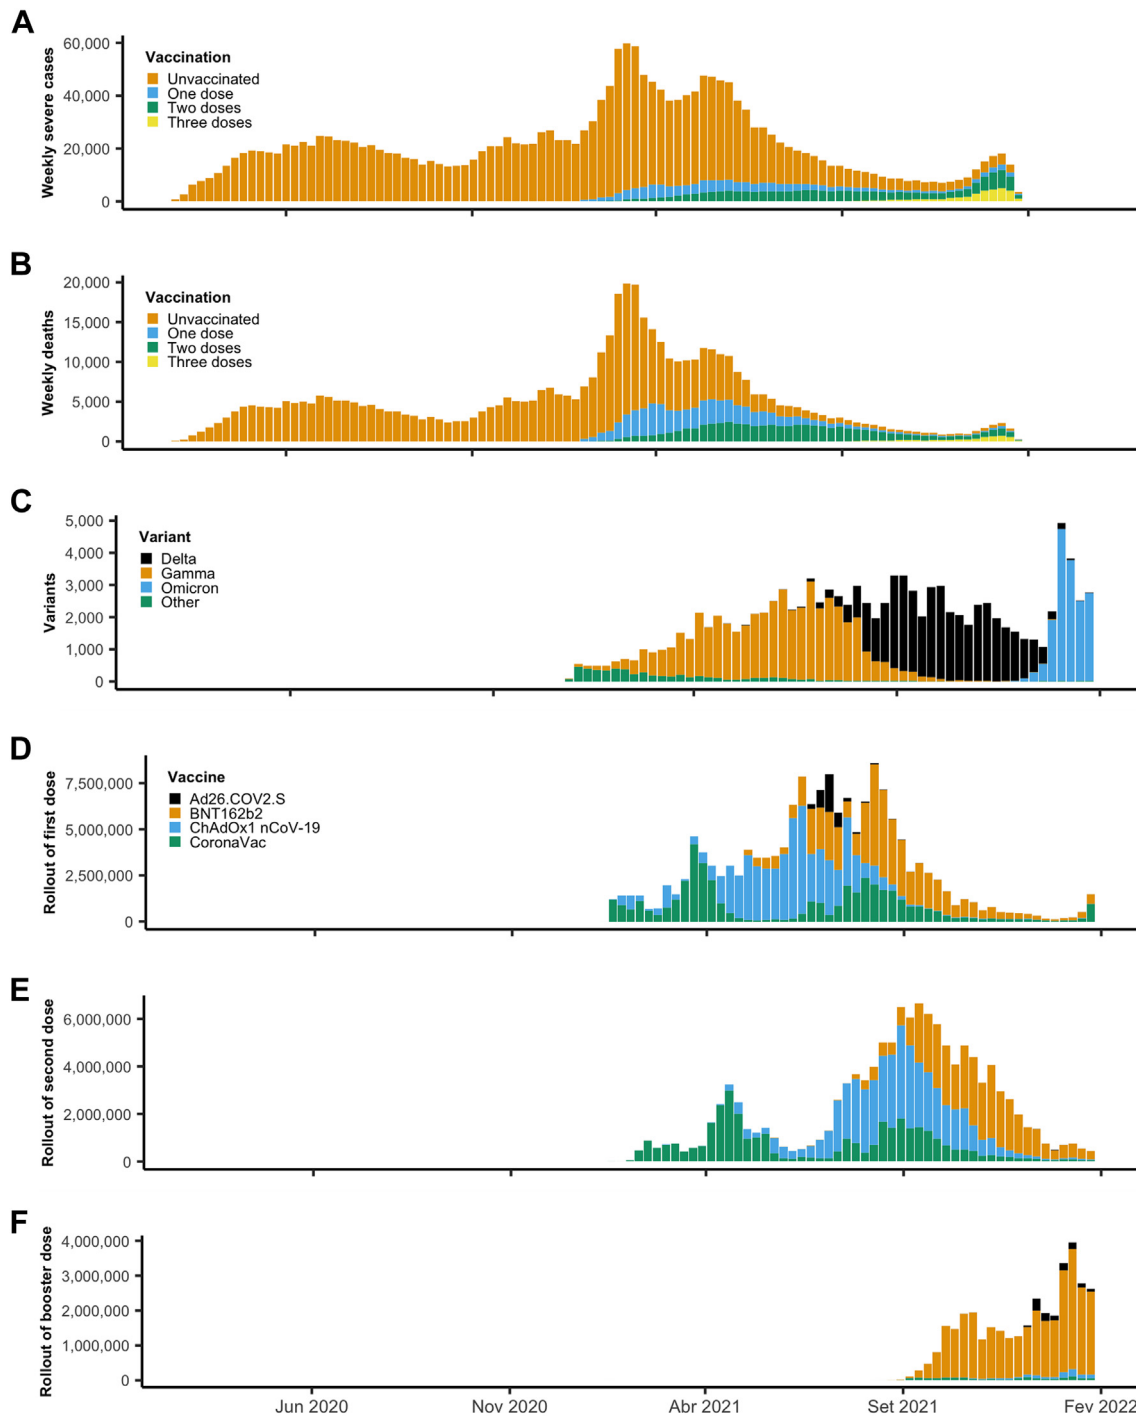 A
Weekly severe cases
60,000
40,000
20,000
0
Vaccination
Unvaccinated
One dose
Two doses
Three doses
B
Weekly deaths
20,000
15,000
10,000
5,000
0
Vaccination
Unvaccinated
One dose
Two doses
Three doses
C
Variants
5,000
4,000
3,000
2,000
1,000
0
Variant
Delta
Gamma
Omicron
Other
D
Rollout of first dose
7,500,000
5,000,000
2,500,000
0
Vaccine
Ad26.COV2.S
BNT162b2
ChAdOx1 nCoV-19
CoronaVac
E
Rollout of second dose
6,000,000
4,000,000
2,000,000
0
F
Rollout of booster dose
4,000,000
3,000,000
2,000,000
1,000,000
0
Jun 2020
Nov 2020
Abr 2021
Set 2021
Fev 2022